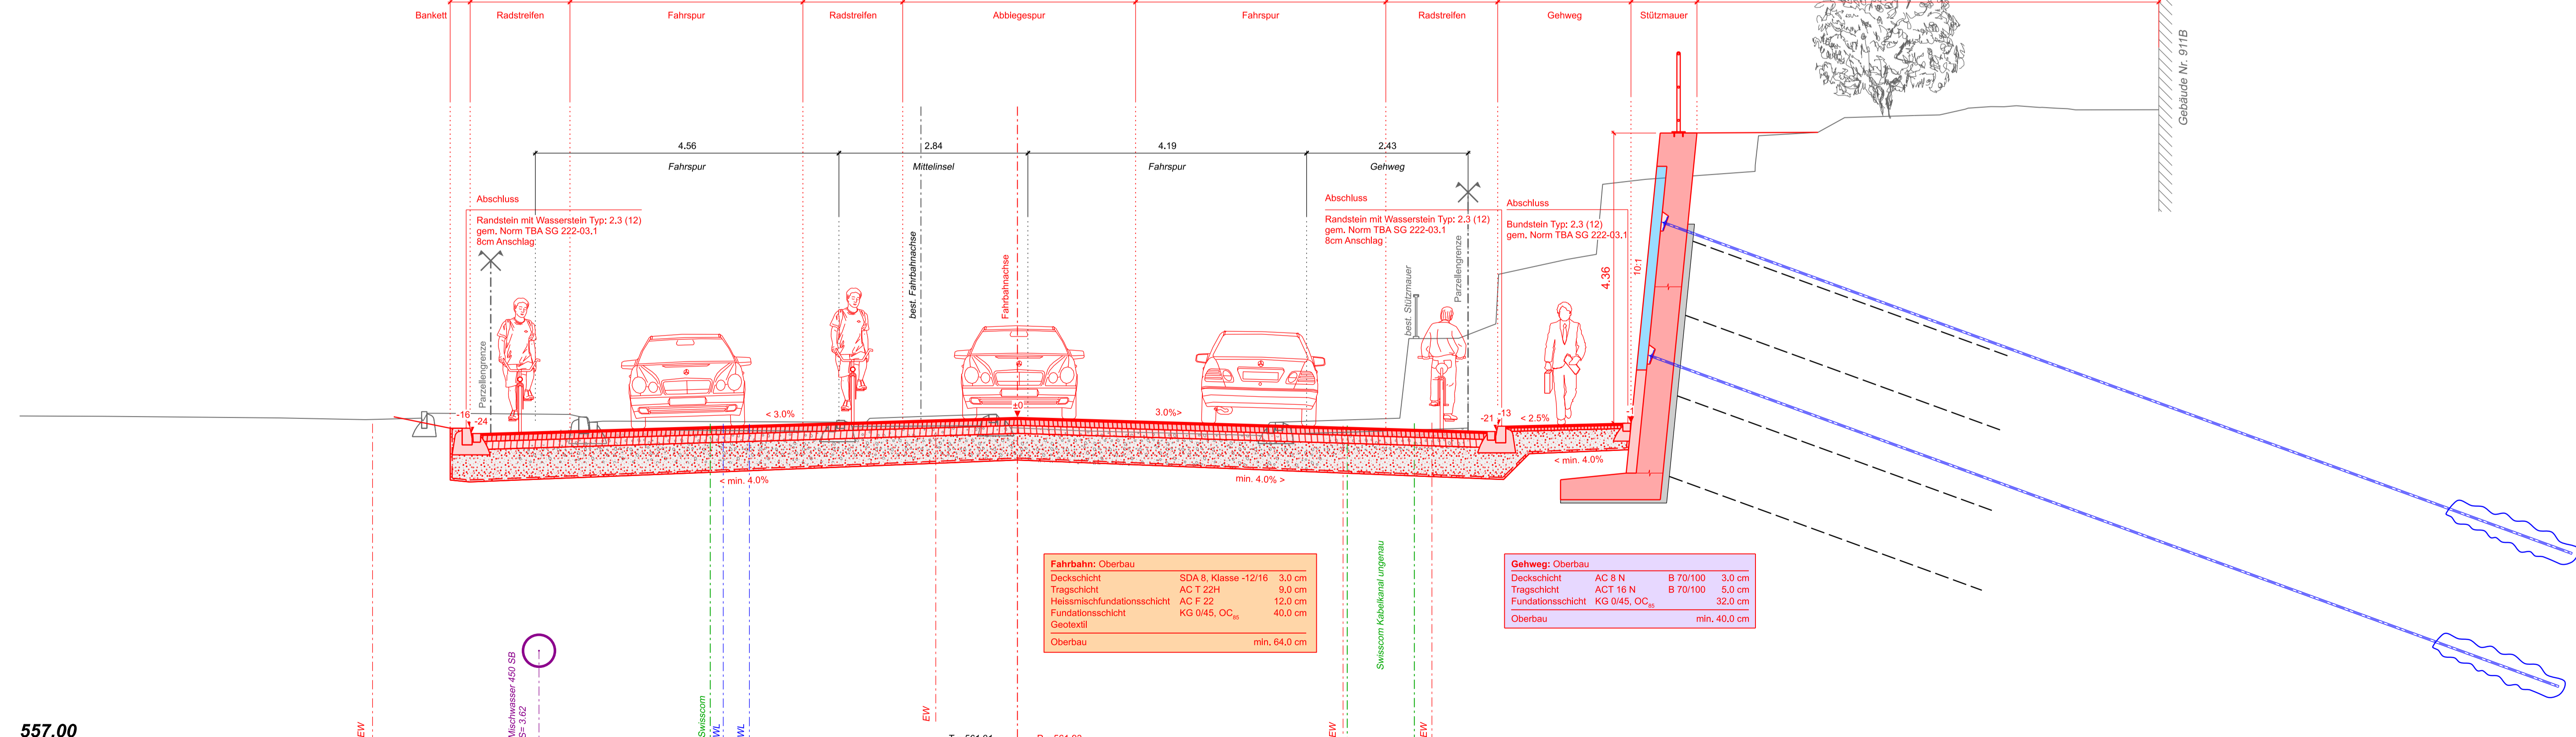 Bankett
Radstreifen
Fahrspur
Radstreifen
Abbiegespur
Fahrspur
Radstreifen
Gehweg
Stützmauer
Gebäude Nr. 911B
4.56
2.84
4.19
2.43
Fahrspur
Mittelinsel
Fahrspur
Gehweg
Abschluss
Randstein mit Wasserstein Typ: 2.3 (12)
gem. Norm TBA SG 222-03.1
8cm Anschlag
Abschluss
Randstein mit Wasserstein Typ: 2.3 (12)
gem. Norm TBA SG 222-03.1
8cm Anschlag
Abschluss
Bundstein Typ: 2.3 (12)
gem. Norm TBA SG 222-03.1
Parzellengrenze
best. Fahrbahnachse
Fahrbahnachse
best. Stützmauer
Parzellengrenze
4.36
10:1
-16
-24
< 3.0%
±0
3.0%>
-21
-13
< 2.5%
-1
< min. 4.0%
min. 4.0% >
< min. 4.0%
Fahrbahn: Oberbau
Deckschicht SDA 8, Klasse -12/16 3.0 cm
Tragschicht AC T 22H 9,0 cm
Heissmischfundationsschicht AC F 22 12.0 cm
Fundationsschicht KG 0/45, OC85 40.0 cm
Geotextil
Oberbau min. 64.0 cm
Gehweg: Oberbau
Deckschicht AC 8 N B 70/100 3.0 cm
Tragschicht ACT 16 N B 70/100 5.0 cm
Fundationsschicht KG 0/45, OC85 32.0 cm
Oberbau min. 40.0 cm
Swisscom Kabelkanal ungenau
Mischwasser 450 SB
S= 3.62
EW
Swisscom
WL
WL
EW
EW
EW
557.00